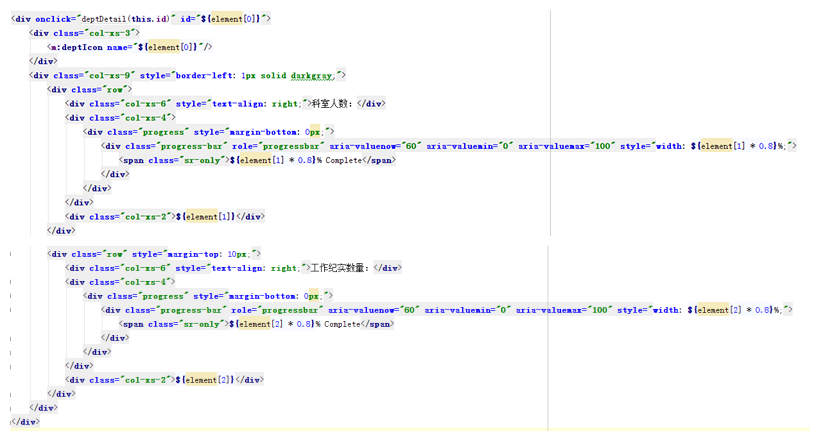 <div onclick="deptDetail(this.id)" id="${element[0]}">
<div class="col-xs-3">
<m:deptIcon name="${element[0]}"/>
</div>
<div class="col-xs-9" style="border-left: 1px solid darkgray;">
<div class="row">
<div class="col-xs-6" style="text-align: right;">科室人数：</div>
<div class="col-xs-4">
<div class="progress" style="margin-bottom: 0px;">
<div class="progress-bar" role="progressbar" aria-valuenow="60" aria-valuemin="0" aria-valuemax="100" style="width: ${element[1] * 0.8}%;">
<span class="sr-only">${element[1] * 0.8}% Complete</span>
</div>
</div>
</div>
<div class="col-xs-2">${element[1]}</div>
</div>
<div class="row" style="margin-top: 10px;">
<div class="col-xs-6" style="text-align: right;">工作纪实数量：</div>
<div class="col-xs-4">
<div class="progress" style="margin-bottom: 0px;">
<div class="progress-bar" role="progressbar" aria-valuenow="60" aria-valuemin="0" aria-valuemax="100" style="width: ${element[2] * 0.8}%;">
<span class="sr-only">${element[2] * 0.8}% Complete</span>
</div>
</div>
</div>
<div class="col-xs-2">${element[2]}</div>
</div>
</div>
</div>